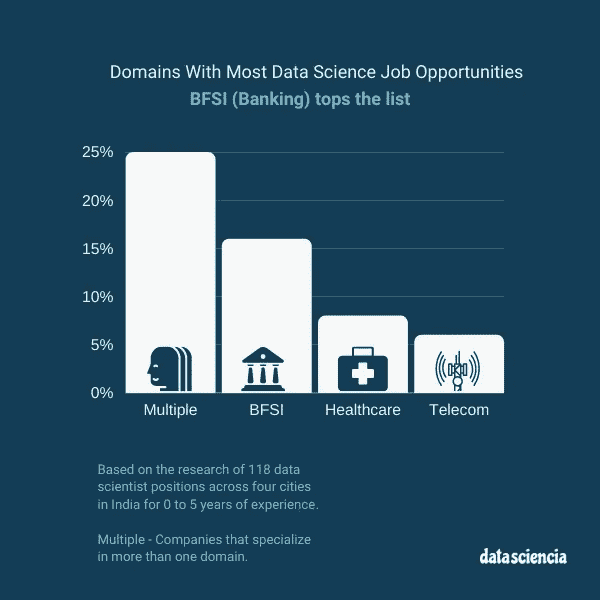 Domains With Most Data Science Job Opportunities
BFSI (Banking) tops the list
25%
20%
15%
10%
5%
0%
Multiple BFSI Healthcare Telecom
Based on the research of 118 data
scientist positions across four cities
in India for 0 to 5 years of experience.
Multiple - Companies that specialize
in more than one domain.
datasciencia